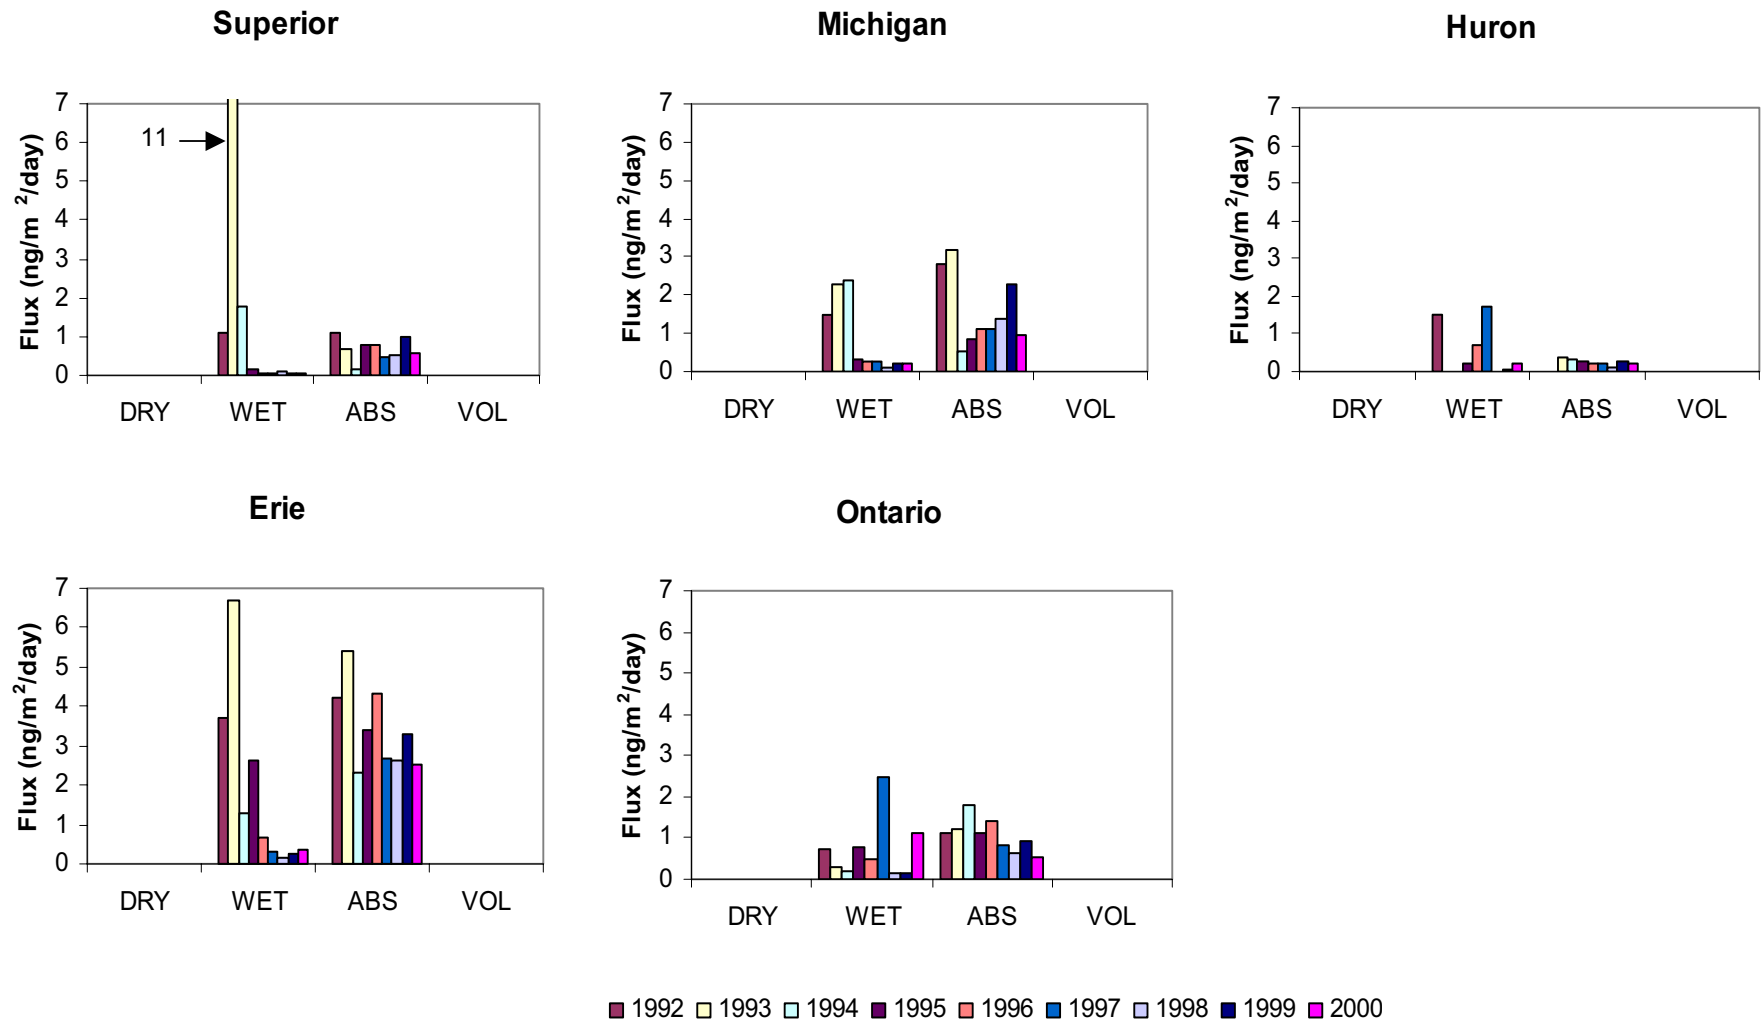 Superior
Flux (ng/m²/day)
7
6
5
4
3
2
1
0
11
DRY WET ABS VOL
Michigan
Flux (ng/m²/day)
7
6
5
4
3
2
1
0
DRY WET ABS VOL
Huron
Flux (ng/m²/day)
7
6
5
4
3
2
1
0
DRY WET ABS VOL
Erie
Flux (ng/m²/day)
7
6
5
4
3
2
1
0
DRY WET ABS VOL
Ontario
Flux (ng/m²/day)
7
6
5
4
3
2
1
0
DRY WET ABS VOL
1992 1993 1994 1995 1996 1997 1998 1999 2000